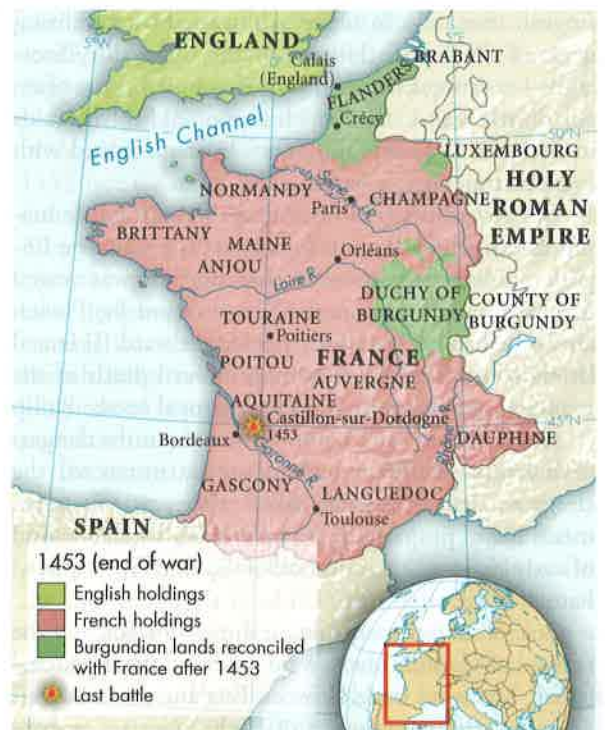 ENGLAND
5°W
5°E
Calais
(England)
BRABANT
FLANDERS
Crécy
English Channel
50°N
LUXEMBOURG
HOLY
ROMAN
EMPIRE
NORMANDY
Seine R.
Paris
CHAMPAGNE
BRITTANY
MAINE
ANJOU
Orléans
Loire R.
DUCHY OF
BURGUNDY
COUNTY OF
BURGUNDY
TOURAINE
Poitiers
POITOU
FRANCE
AUVERGNE
AQUITAINE
Castillon-sur-Dordogne
1453
45°N
Bordeaux
Garonne R.
Rhône R.
DAUPHINE
GASCONY
LANGUEDOC
Toulouse
SPAIN
1453 (end of war)
English holdings
French holdings
Burgundian lands reconciled
with France after 1453
Last battle